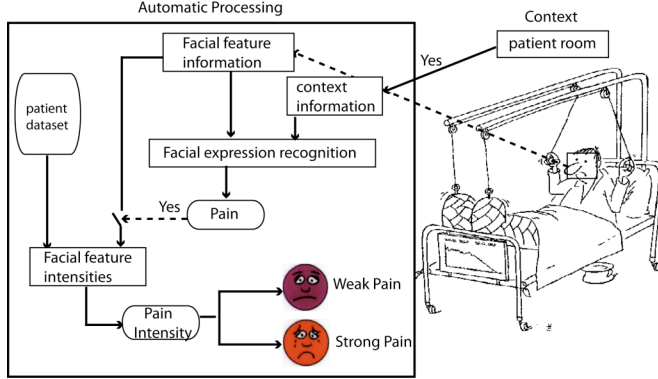 Automatic Processing
Context
Facial feature
information
Yes
patient room
context
information
patient
dataset
Facial expression recognition
Yes
Pain
Facial feature
intensities
Pain
Intensity
Weak Pain
Strong Pain